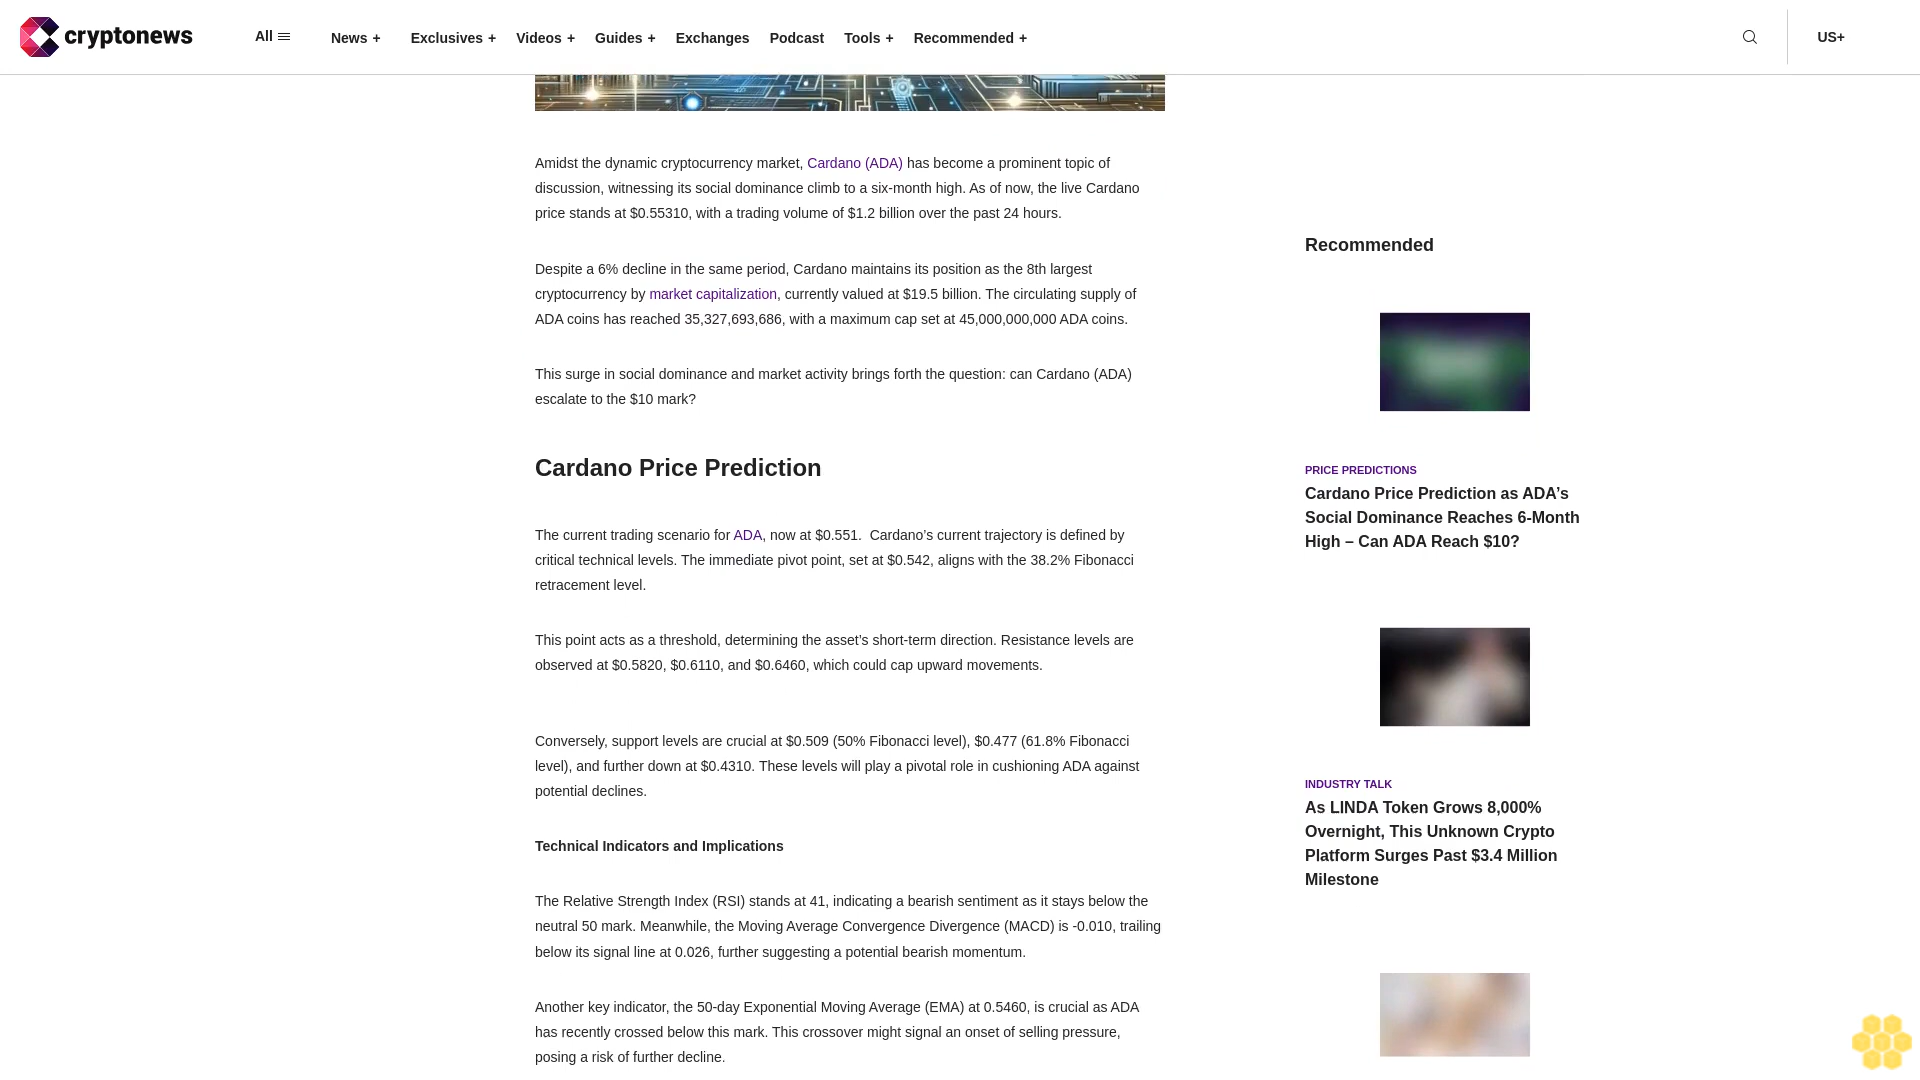 cryptonews
All
News +
Exclusives +
Videos +
Guides +
Exchanges
Podcast
Tools +
Recommended +
US+
Amidst the dynamic cryptocurrency market, Cardano (ADA) has become a prominent topic of
discussion, witnessing its social dominance climb to a six-month high. As of now, the live Cardano
price stands at $0.55310, with a trading volume of $1.2 billion over the past 24 hours.
Despite a 6% decline in the same period, Cardano maintains its position as the 8th largest
cryptocurrency by market capitalization, currently valued at $19.5 billion. The circulating supply of
ADA coins has reached 35,327,693,686, with a maximum cap set at 45,000,000,000 ADA coins.
This surge in social dominance and market activity brings forth the question: can Cardano (ADA)
escalate to the $10 mark?
Cardano Price Prediction
The current trading scenario for ADA, now at $0.551.  Cardano’s current trajectory is defined by
critical technical levels. The immediate pivot point, set at $0.542, aligns with the 38.2% Fibonacci
retracement level.
This point acts as a threshold, determining the asset’s short-term direction. Resistance levels are
observed at $0.5820, $0.6110, and $0.6460, which could cap upward movements.
Conversely, support levels are crucial at $0.509 (50% Fibonacci level), $0.477 (61.8% Fibonacci
level), and further down at $0.4310. These levels will play a pivotal role in cushioning ADA against
potential declines.
Technical Indicators and Implications
The Relative Strength Index (RSI) stands at 41, indicating a bearish sentiment as it stays below the
neutral 50 mark. Meanwhile, the Moving Average Convergence Divergence (MACD) is -0.010, trailing
below its signal line at 0.026, further suggesting a potential bearish momentum.
Another key indicator, the 50-day Exponential Moving Average (EMA) at 0.5460, is crucial as ADA
has recently crossed below this mark. This crossover might signal an onset of selling pressure,
posing a risk of further decline.
Recommended
PRICE PREDICTIONS
Cardano Price Prediction as ADA’s
Social Dominance Reaches 6-Month
High – Can ADA Reach $10?
INDUSTRY TALK
As LINDA Token Grows 8,000%
Overnight, This Unknown Crypto
Platform Surges Past $3.4 Million
Milestone